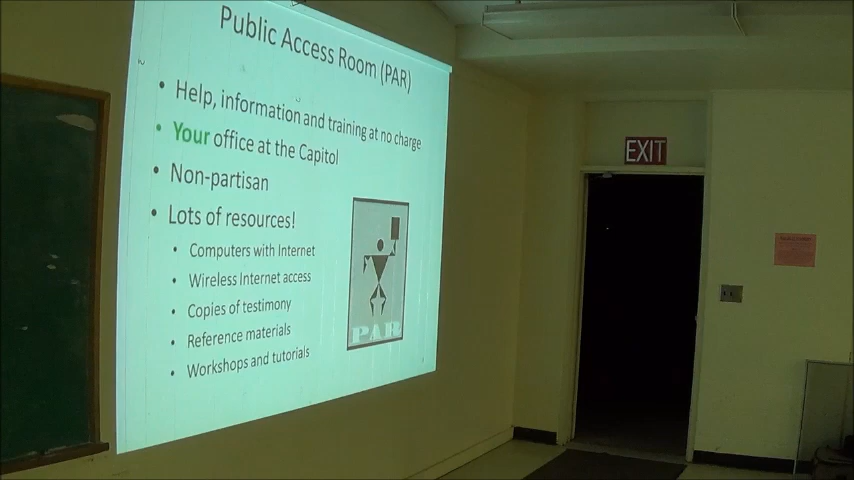 Public Access Room (PAR)
• Help, information and training at no charge
• Your office at the Capitol
• Non-partisan
• Lots of resources!
• Computers with Internet
• Wireless Internet access
• Copies of testimony
• Reference materials
• Workshops and tutorials
PAR
EXIT